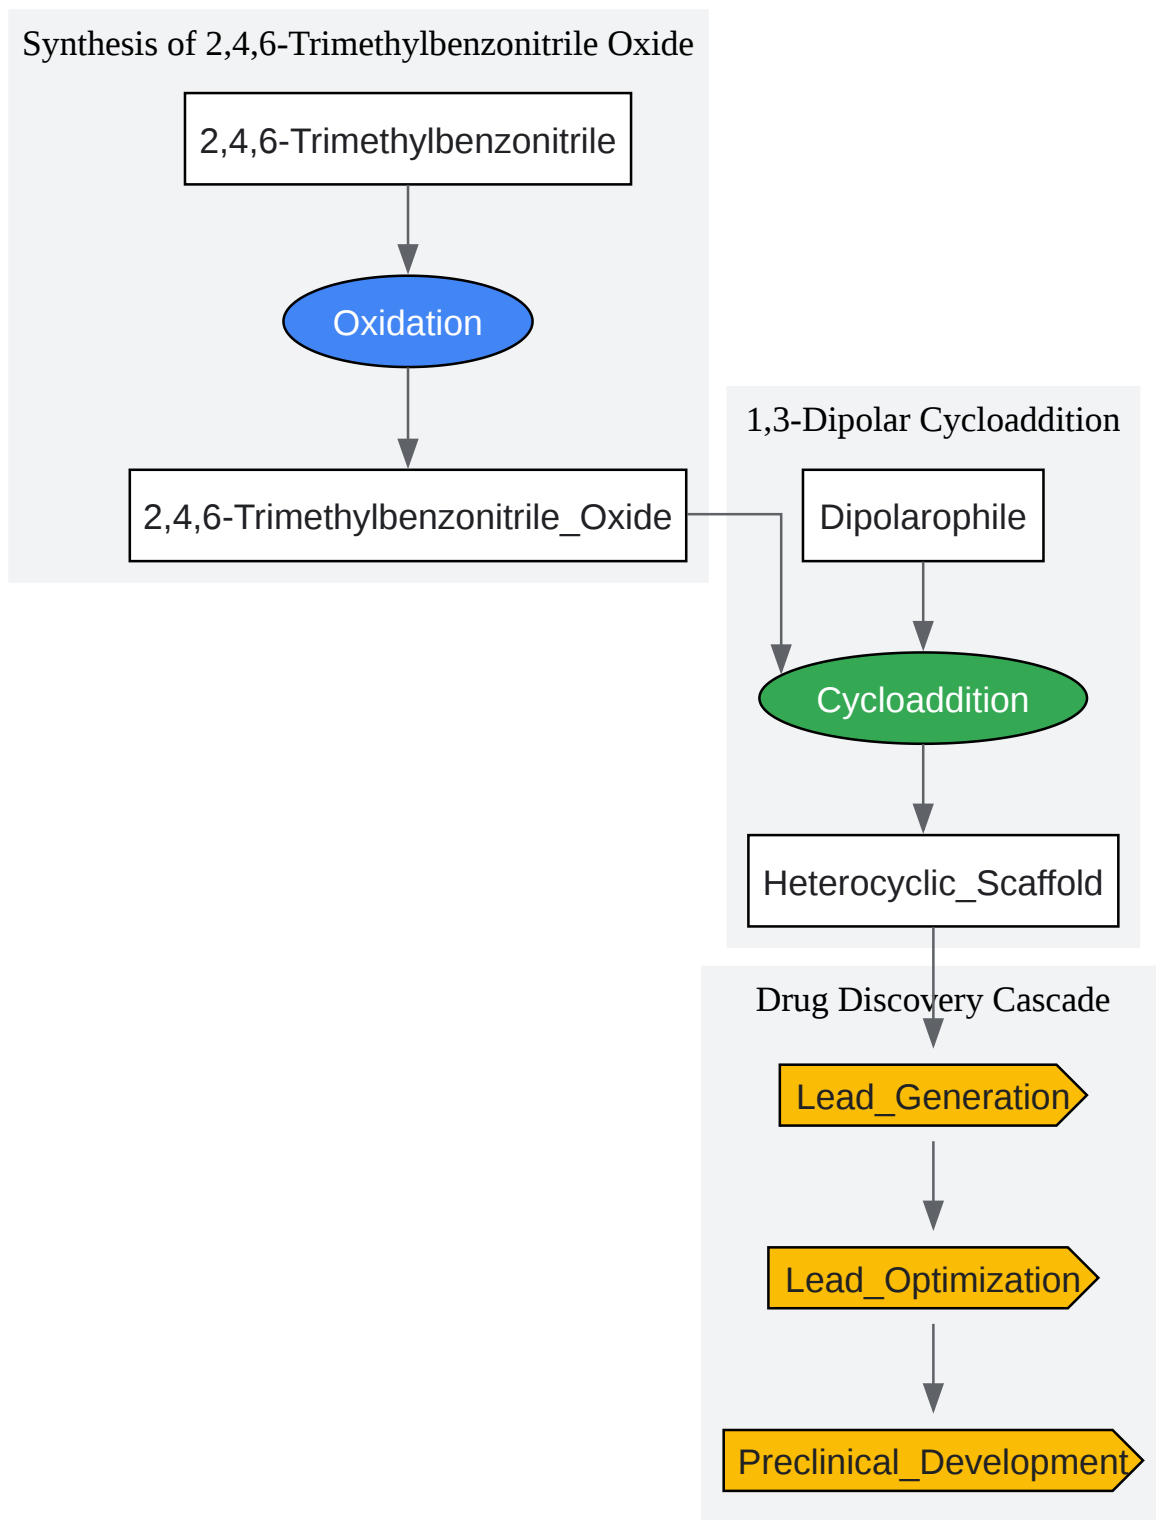 Synthesis of 2,4,6-Trimethylbenzonitrile Oxide
2,4,6-Trimethylbenzonitrile
Oxidation
2,4,6-Trimethylbenzonitrile_Oxide
1,3-Dipolar Cycloaddition
Dipolarophile
Cycloaddition
Heterocyclic_Scaffold
Drug Discovery Cascade
Lead_Generation
Lead_Optimization
Preclinical_Development